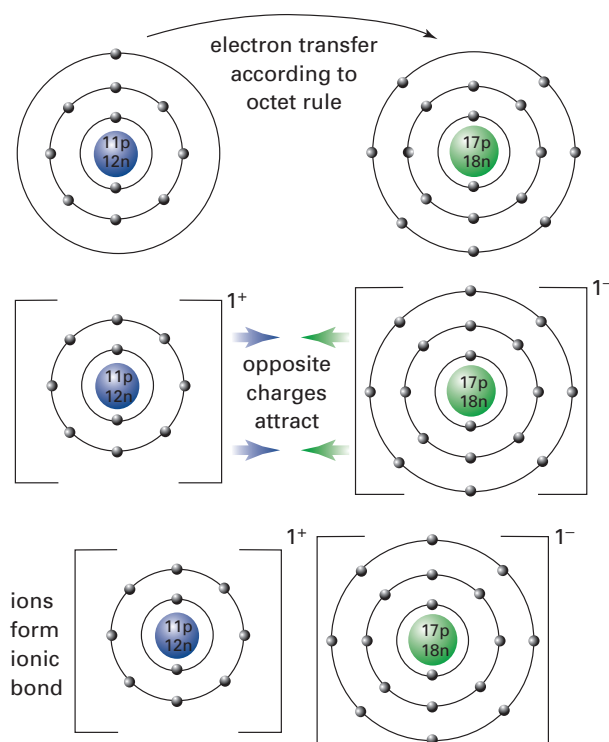 electron transfer
according to
octet rule
11p
12n
17p
18n
1+
1−
11p
12n
opposite
charges
attract
17p
18n
1+
1−
ions
form
ionic
bond
11p
12n
17p
18n